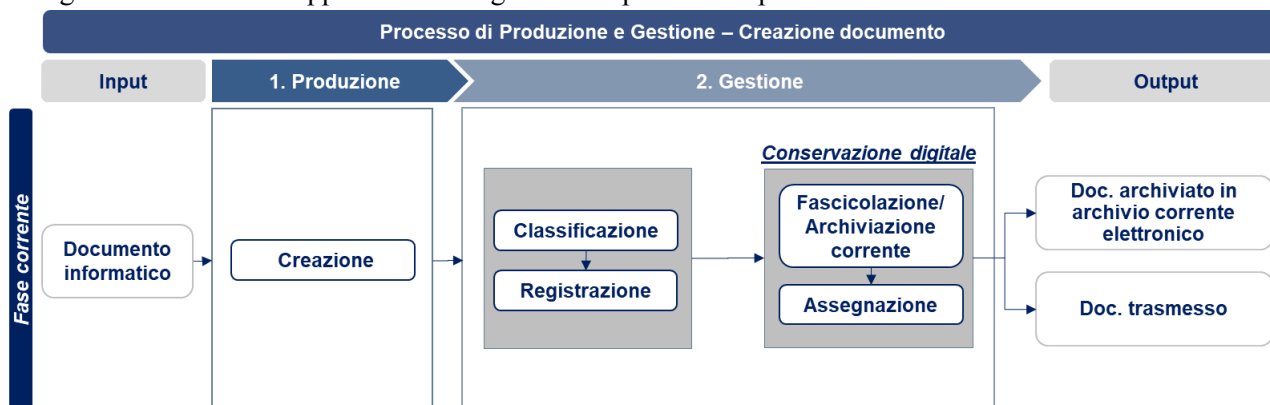 Processo di Produzione e Gestione – Creazione documento
Input
1. Produzione
2. Gestione
Output
Fase corrente
Documento
informatico
Creazione
Classificazione
Registrazione
Conservazione digitale
Fascicolazione/
Archiviazione
corrente
Assegnazione
Doc. archiviato in
archivio corrente
elettronico
Doc. trasmesso